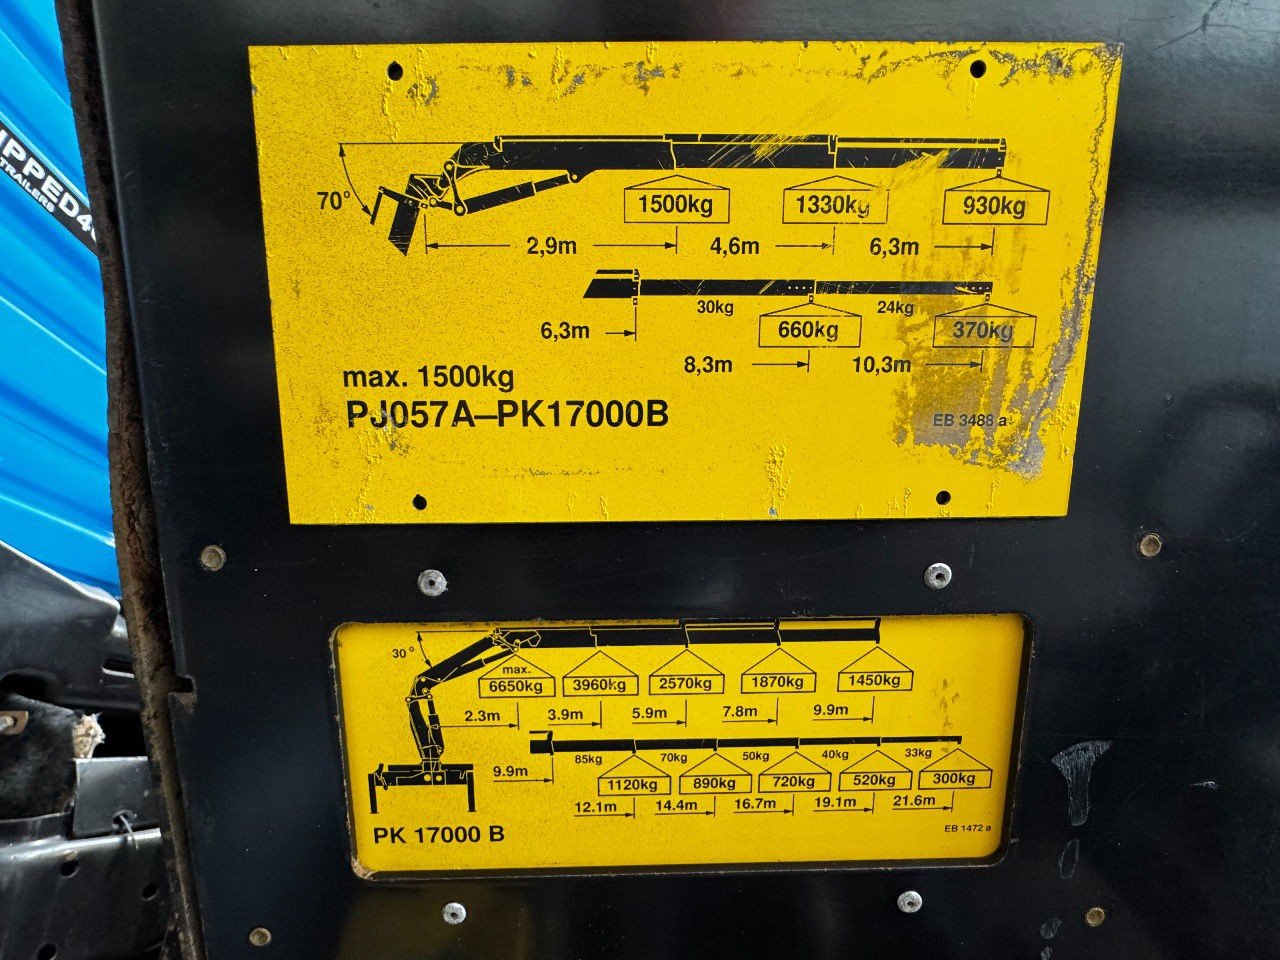 IPPED4
TRAILERS
70°
1500kg 1330kg 930kg
2,9m 4,6m 6,3m
30kg 24kg
6,3m 660kg 370kg
8,3m 10,3m
max. 1500kg
PJ057A–PK17000B
EB 3488 a
30°
max.
6650kg 3960kg 2570kg 1870kg 1450kg
2.3m 3.9m 5.9m 7.8m 9.9m
85kg 70kg 50kg 40kg 33kg
9.9m 1120kg 890kg 720kg 520kg 300kg
12.1m 14.4m 16.7m 19.1m 21.6m
PK 17000 B
EB 1472 a